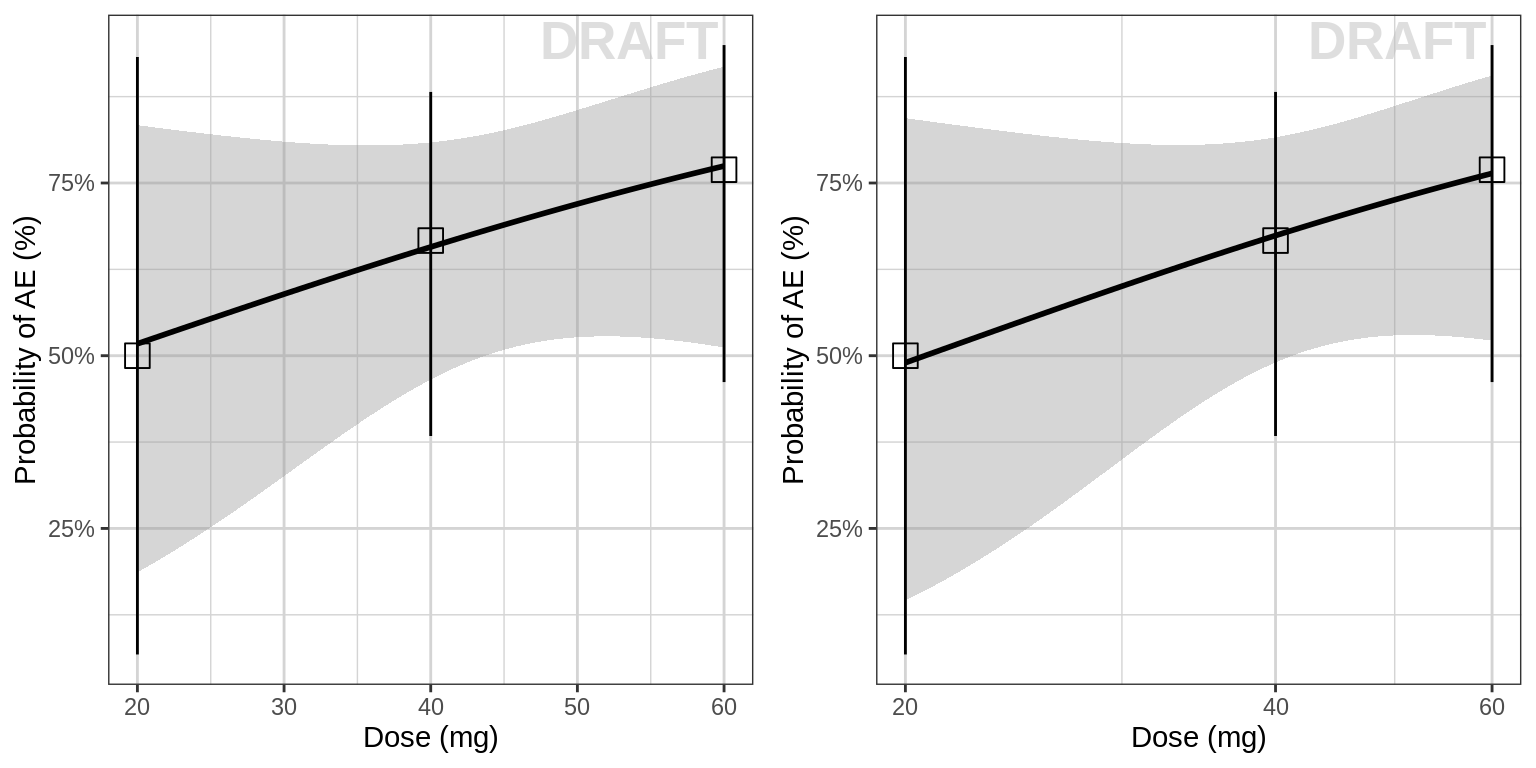 DRAFT
75%
50%
25%
Probability of AE (%)
20 30 40 50 60
Dose (mg)
DRAFT
75%
50%
25%
Probability of AE (%)
20 40 60
Dose (mg)